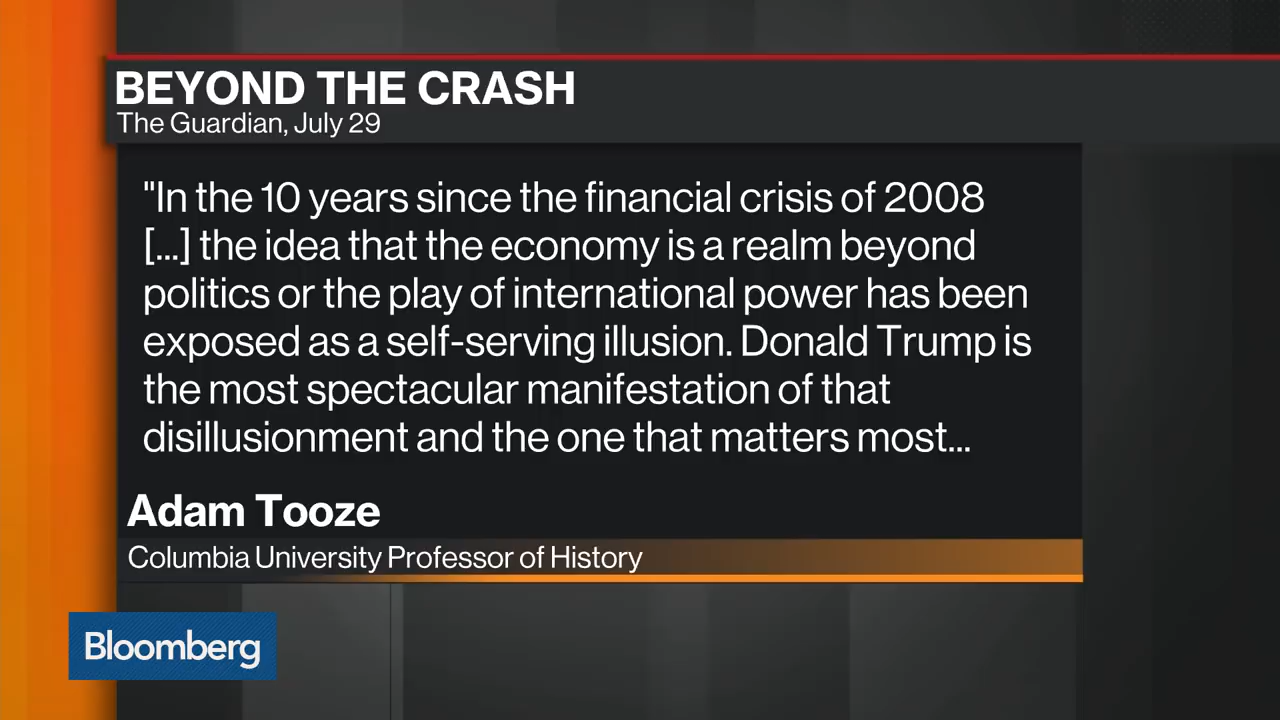 BEYOND THE CRASH
The Guardian, July 29
"In the 10 years since the financial crisis of 2008
[...] the idea that the economy is a realm beyond
politics or the play of international power has been
exposed as a self-serving illusion. Donald Trump is
the most spectacular manifestation of that
disillusionment and the one that matters most...
Adam Tooze
Columbia University Professor of History
Bloomberg